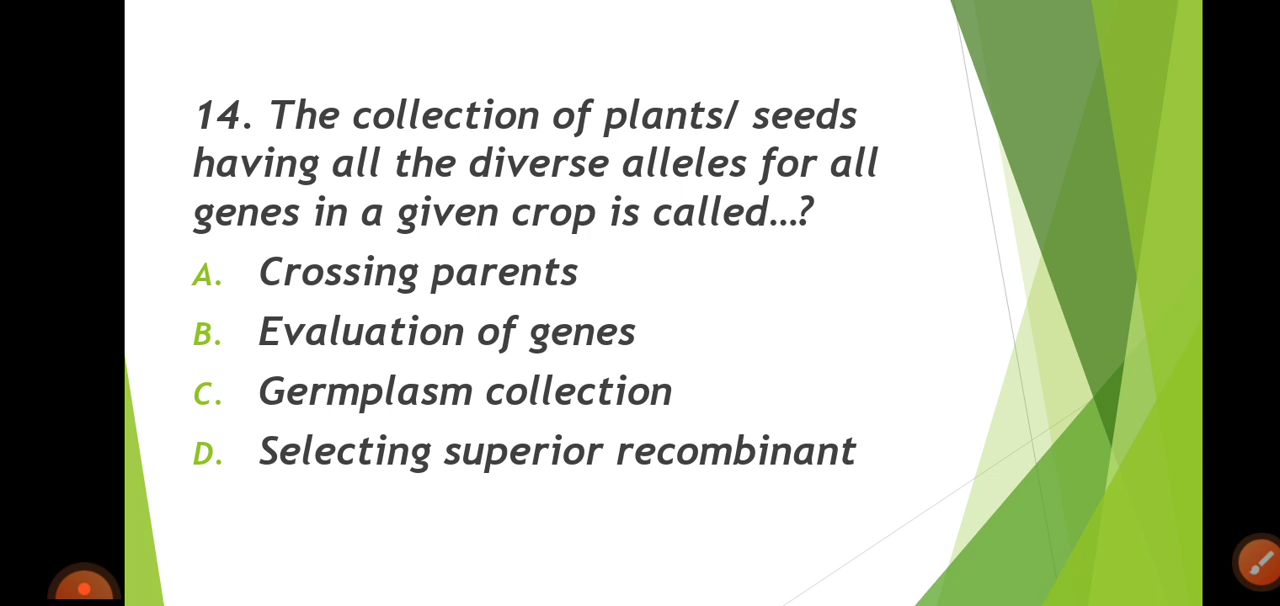 14. The collection of plants/ seeds
having all the diverse alleles for all
genes in a given crop is called...?
A. Crossing parents
B. Evaluation of genes
C. Germplasm collection
D. Selecting superior recombinant